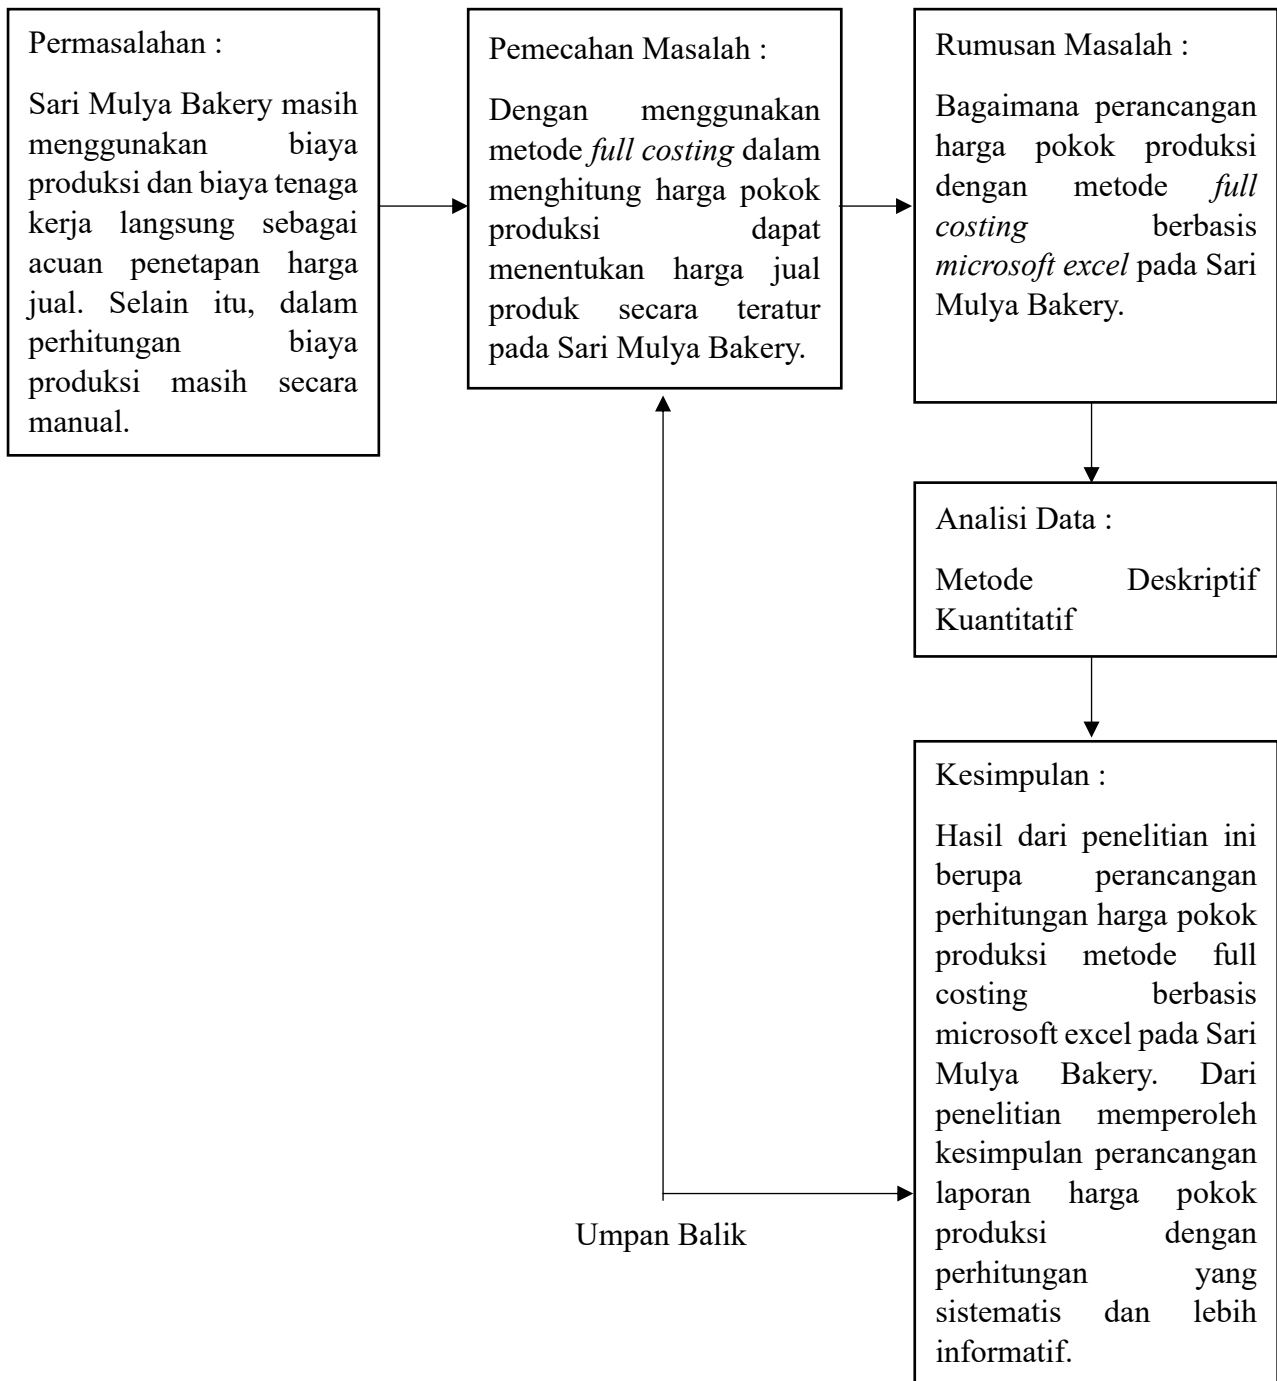 Permasalahan :
Sari Mulya Bakery masih
menggunakan biaya
produksi dan biaya tenaga
kerja langsung sebagai
acuan penetapan harga
jual. Selain itu, dalam
perhitungan biaya
produksi masih secara
manual.
Pemecahan Masalah :
Dengan menggunakan
metode full costing dalam
menghitung harga pokok
produksi dapat
menentukan harga jual
produk secara teratur
pada Sari Mulya Bakery.
Rumusan Masalah :
Bagaimana perancangan
harga pokok produksi
dengan metode full
costing berbasis
microsoft excel pada Sari
Mulya Bakery.
Analisi Data :
Metode Deskriptif
Kuantitatif
Kesimpulan :
Hasil dari penelitian ini
berupa perancangan
perhitungan harga pokok
produksi metode full
costing berbasis
microsoft excel pada Sari
Mulya Bakery. Dari
penelitian memperoleh
kesimpulan perancangan
laporan harga pokok
produksi dengan
perhitungan yang
sistematis dan lebih
informatif.
Umpan Balik